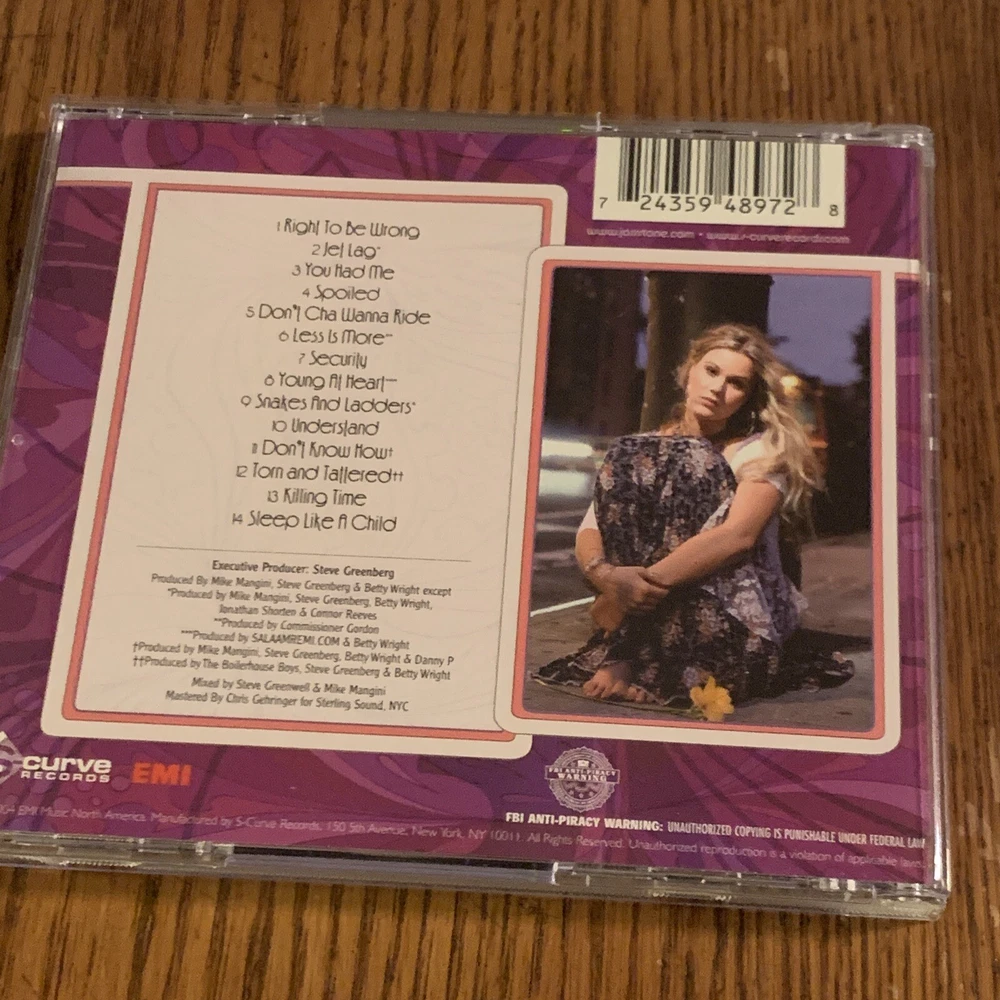 7 24359 48972 8
www.jossstone.com • www.s-curverecords.com
1 Right To Be Wrong
2 Jet Lag*
3 You Had Me
4 Spoiled
5 Don't Cha Wanna Ride
6 Less Is More**
7 Security
8 Young At Heart***
9 Snakes And Ladders*
10 Understand
11 Don't Know How†
12 Torn and Tattered††
13 Killing Time
14 Sleep Like A Child
Executive Producer: Steve Greenberg
Produced By Mike Mangini, Steve Greenberg & Betty Wright except
*Produced by Mike Mangini, Steve Greenberg, Betty Wright,
Jonathan Shorten & Connor Reeves
**Produced by Commissioner Gordon
***Produced by SALAAMREMI.COM & Betty Wright
†Produced by Mike Mangini, Steve Greenberg, Betty Wright & Danny P
††Produced by The Boilerhouse Boys, Steve Greenberg & Betty Wright
Mixed by Steve Greenwell & Mike Mangini
Mastered By Chris Gehringer for Sterling Sound, NYC
curve
RECORDS
EMI
FBI ANTI-PIRACY
WARNING
FBI ANTI-PIRACY WARNING: UNAUTHORIZED COPYING IS PUNISHABLE UNDER FEDERAL LAW
EMI Music North America. Manufactured by S-Curve Records, 150 5th Avenue, New York, NY 10011. All Rights Reserved. Unauthorized reproduction is a violation of applicable laws.